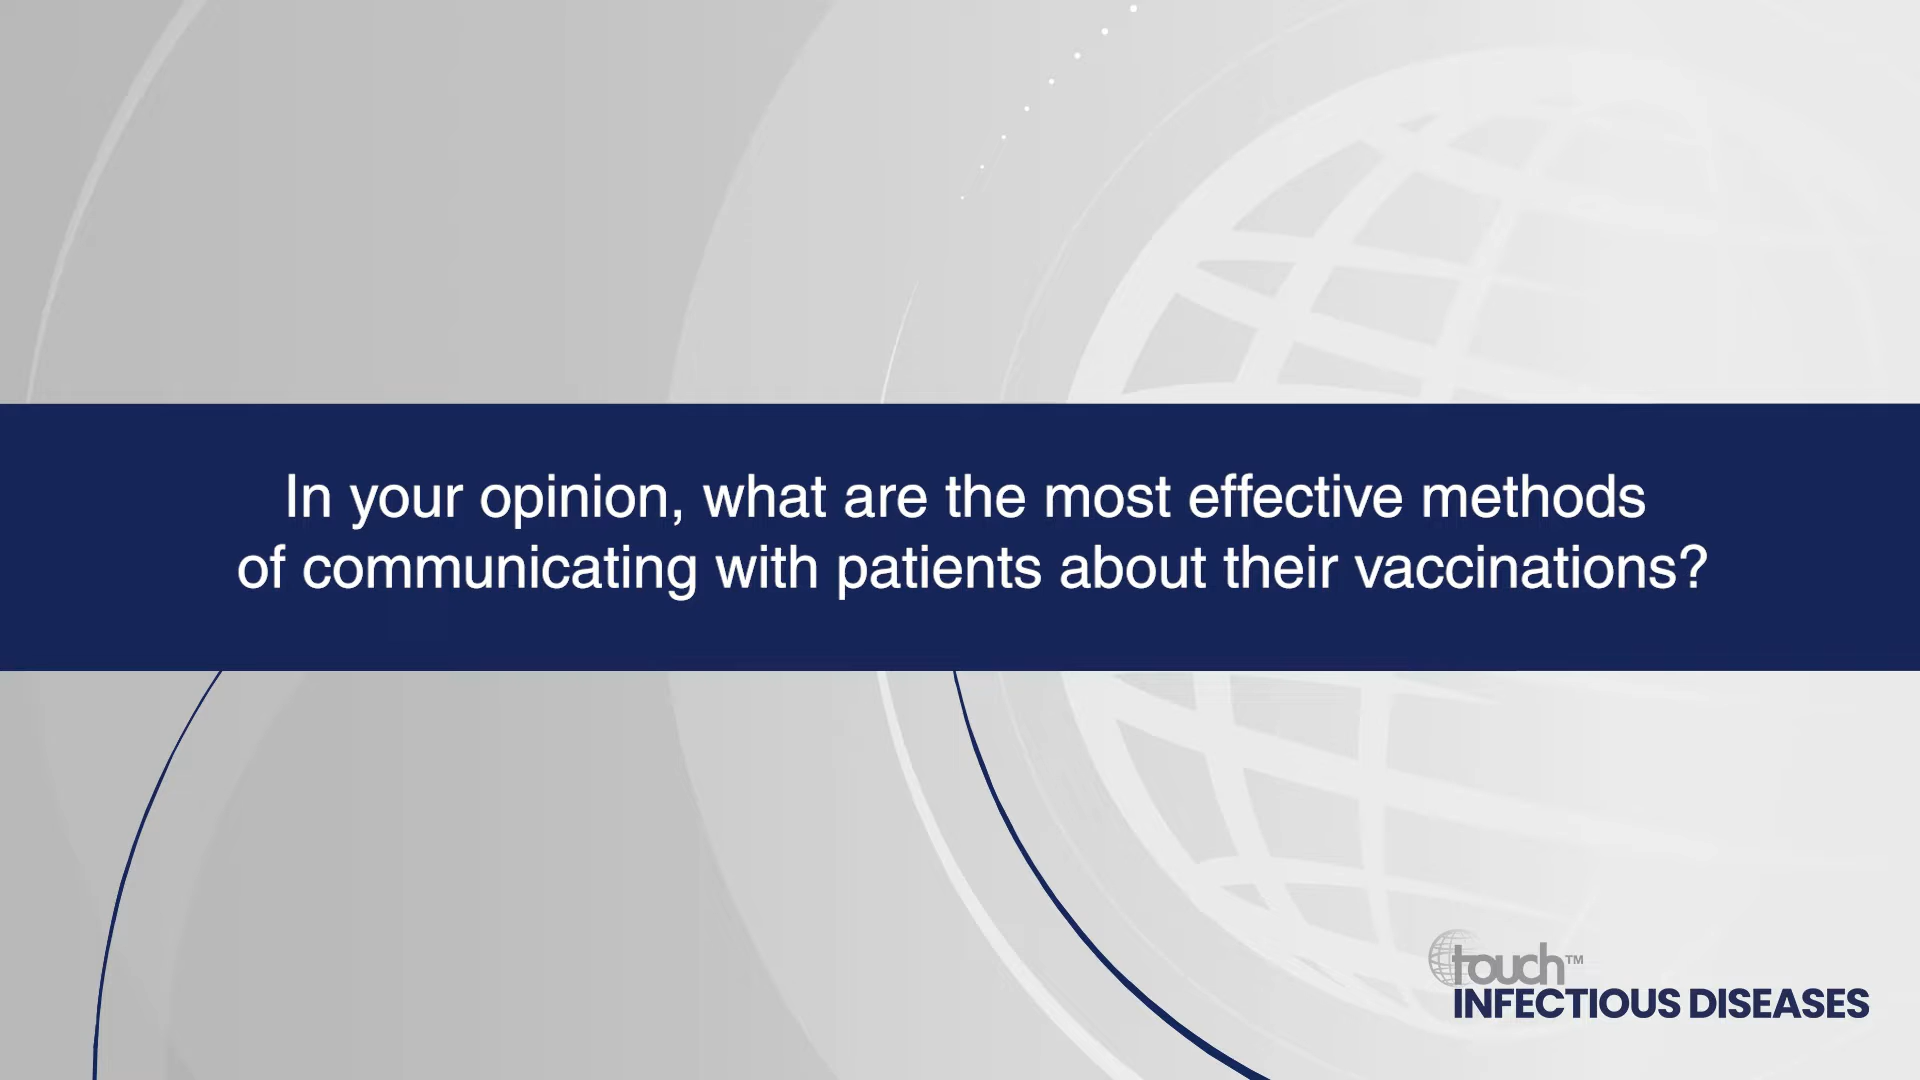 In your opinion, what are the most effective methods
of communicating with patients about their vaccinations?
touch™
INFECTIOUS DISEASES